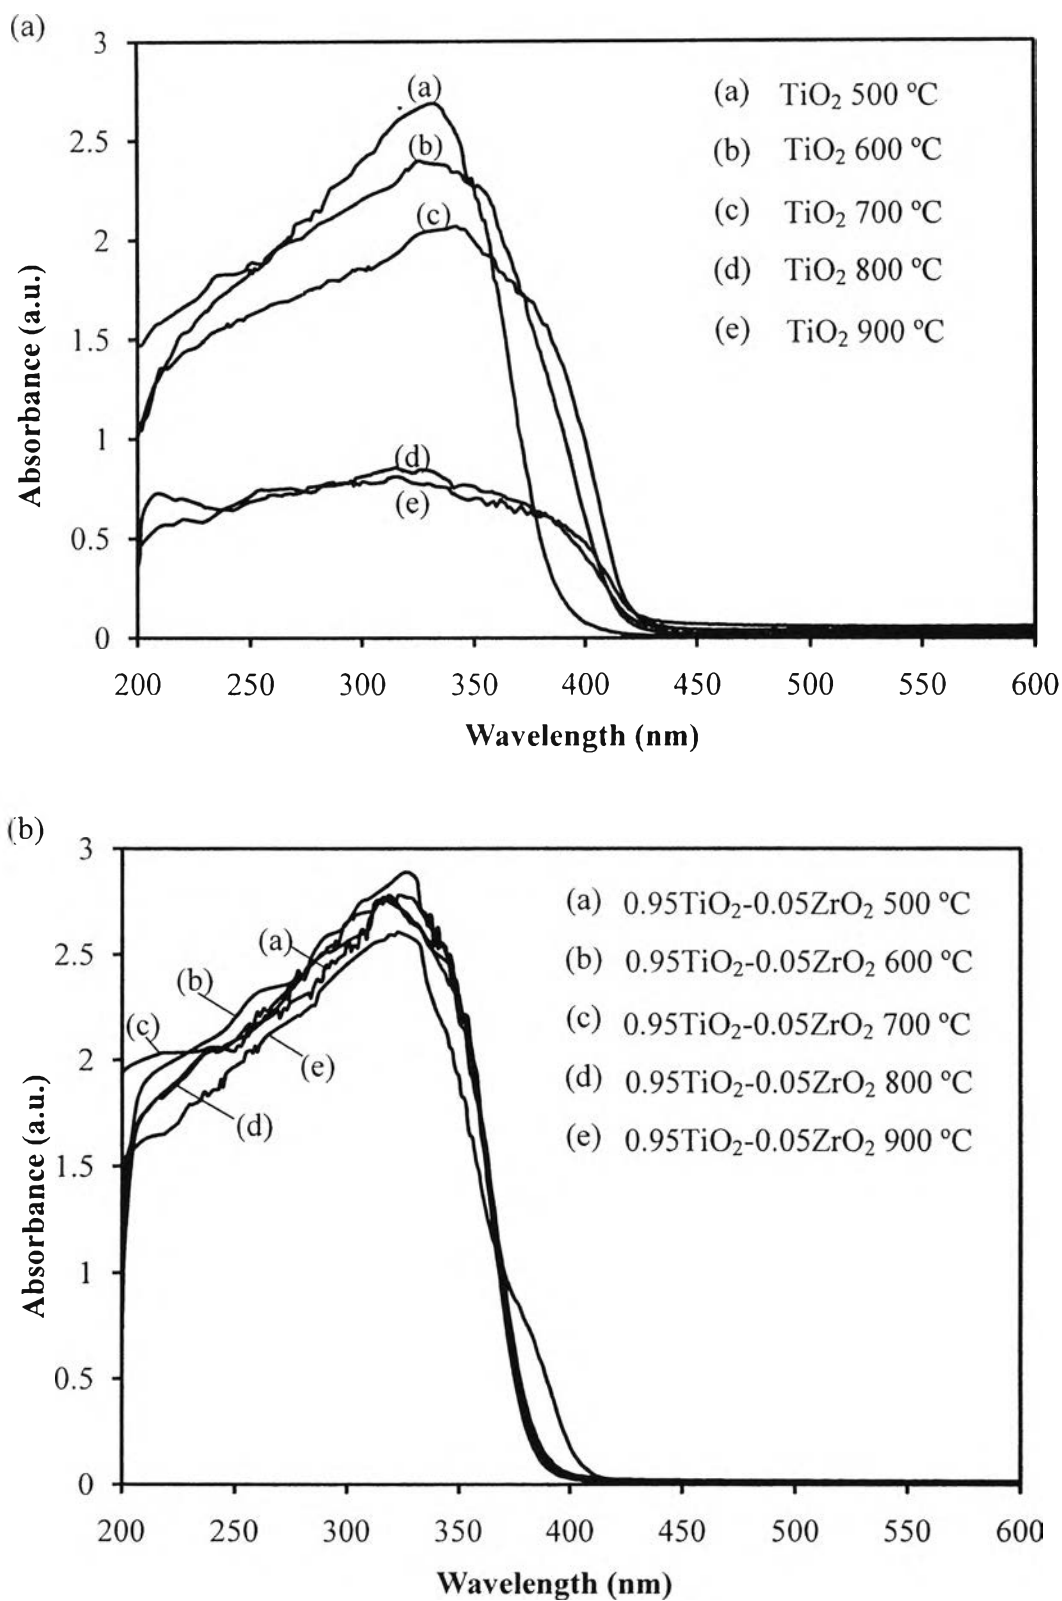 (a)
3
2.5
2
1.5
1
0.5
0
Absorbance (a.u.)
(a)
(b)
(c)
(d)
(e)
(a) TiO₂ 500 ºC
(b) TiO₂ 600 ºC
(c) TiO₂ 700 ºC
(d) TiO₂ 800 ºC
(e) TiO₂ 900 ºC
200 250 300 350 400 450 500 550 600
Wavelength (nm)
(b)
3
2.5
2
1.5
1
0.5
0
Absorbance (a.u.)
(a)
(b)
(c)
(e)
(d)
(a) 0.95TiO₂-0.05ZrO₂ 500 ºC
(b) 0.95TiO₂-0.05ZrO₂ 600 ºC
(c) 0.95TiO₂-0.05ZrO₂ 700 ºC
(d) 0.95TiO₂-0.05ZrO₂ 800 ºC
(e) 0.95TiO₂-0.05ZrO₂ 900 ºC
200 250 300 350 400 450 500 550 600
Wavelength (nm)